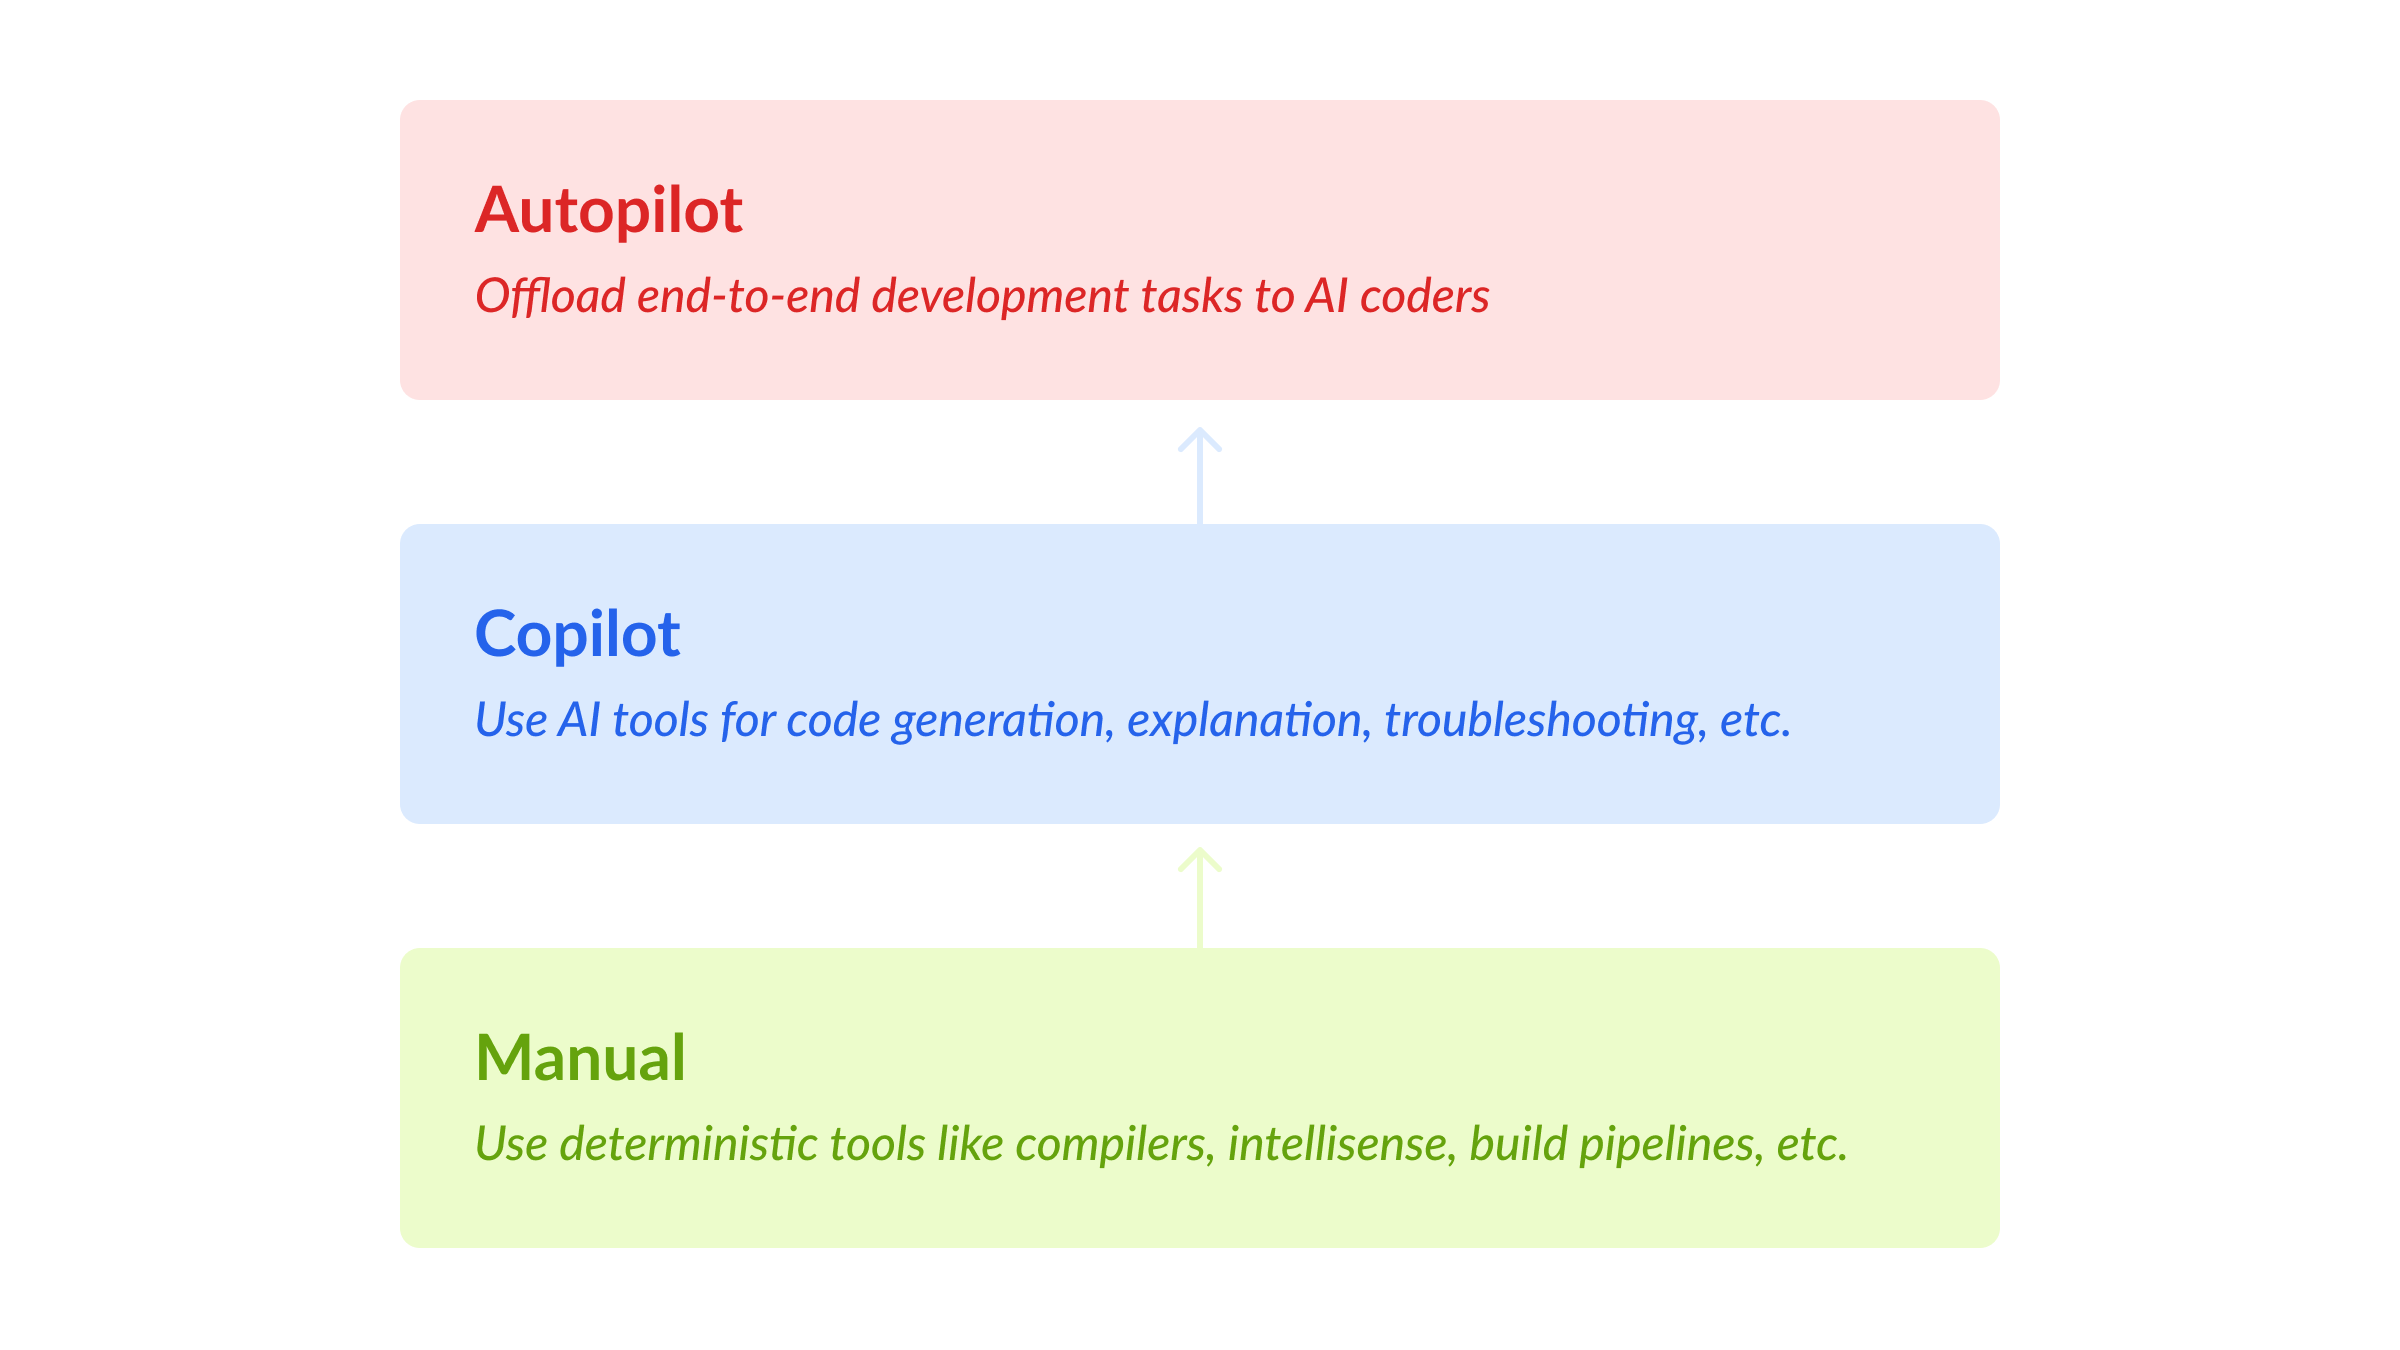 Autopilot
Offload end-to-end development tasks to AI coders
Copilot
Use AI tools for code generation, explanation, troubleshooting, etc.
Manual
Use deterministic tools like compilers, intellisense, build pipelines, etc.